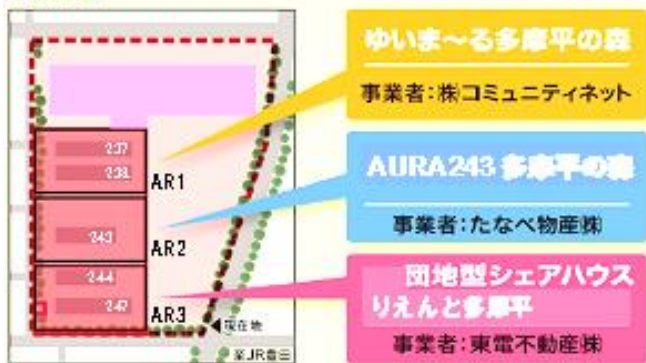 ゆいま～る多摩平の森
事業者：㈱コミュニティネット
237
238
AR1
AURA243 多摩平の森
事業者：たなべ物産㈱
243
AR2
団地型シェアハウス
りえんと多摩平
事業者：東電不動産㈱
244
247
AR3
現在地
至JR豊田